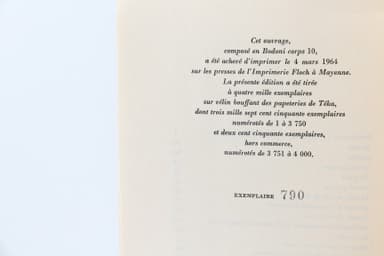 Cet ouvrage,
composé en Bodoni corps 10,
a été achevé d'imprimer le 4 mars 1964
sur les presses de l'Imprimerie Floch à Mayenne.
La présente édition a été tirée
à quatre mille exemplaires
sur vélin bouffant des papeteries de Téka,
dont trois mille sept cent cinquante exemplaires
numérotés de 1 à 3 750
et deux cent cinquante exemplaires,
hors commerce,
numérotés de 3 751 à 4 000.
EXEMPLAIRE 790